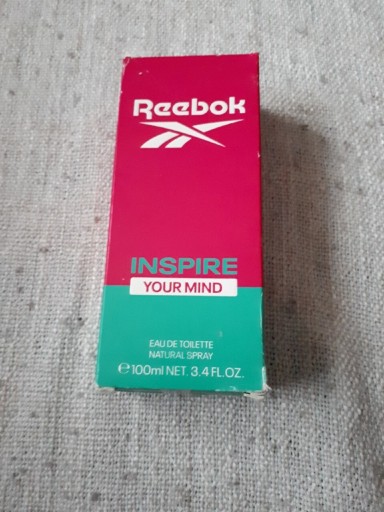 Reebok
INSPIRE
YOUR MIND
EAU DE TOILETTE
NATURAL SPRAY
℮100ml NET. 3.4 FL. OZ.